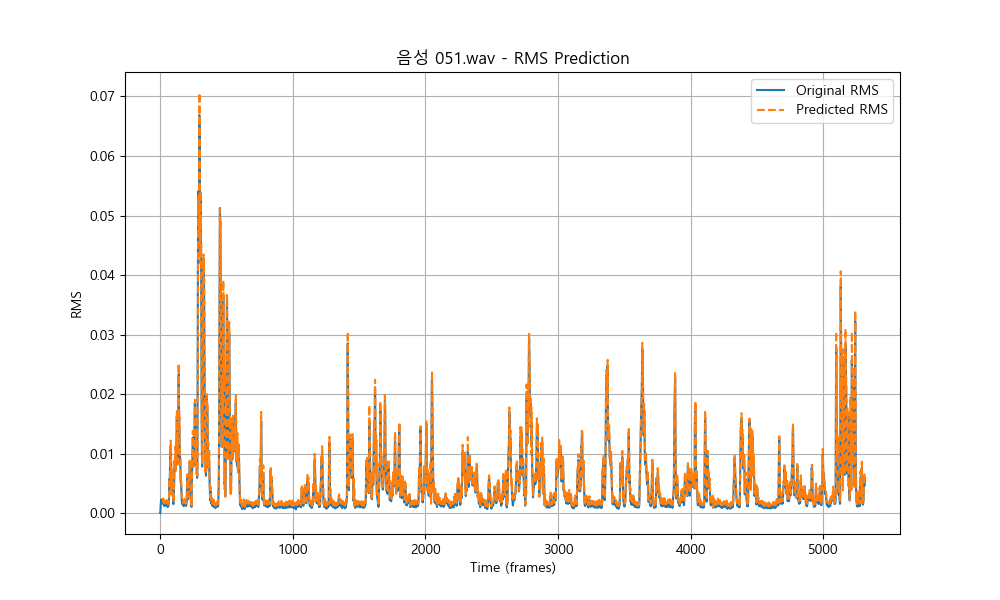 음성 051.wav - RMS Prediction
Original RMS
Predicted RMS
0.07
0.06
0.05
0.04
0.03
0.02
0.01
0.00
RMS
0 1000 2000 3000 4000 5000
Time (frames)